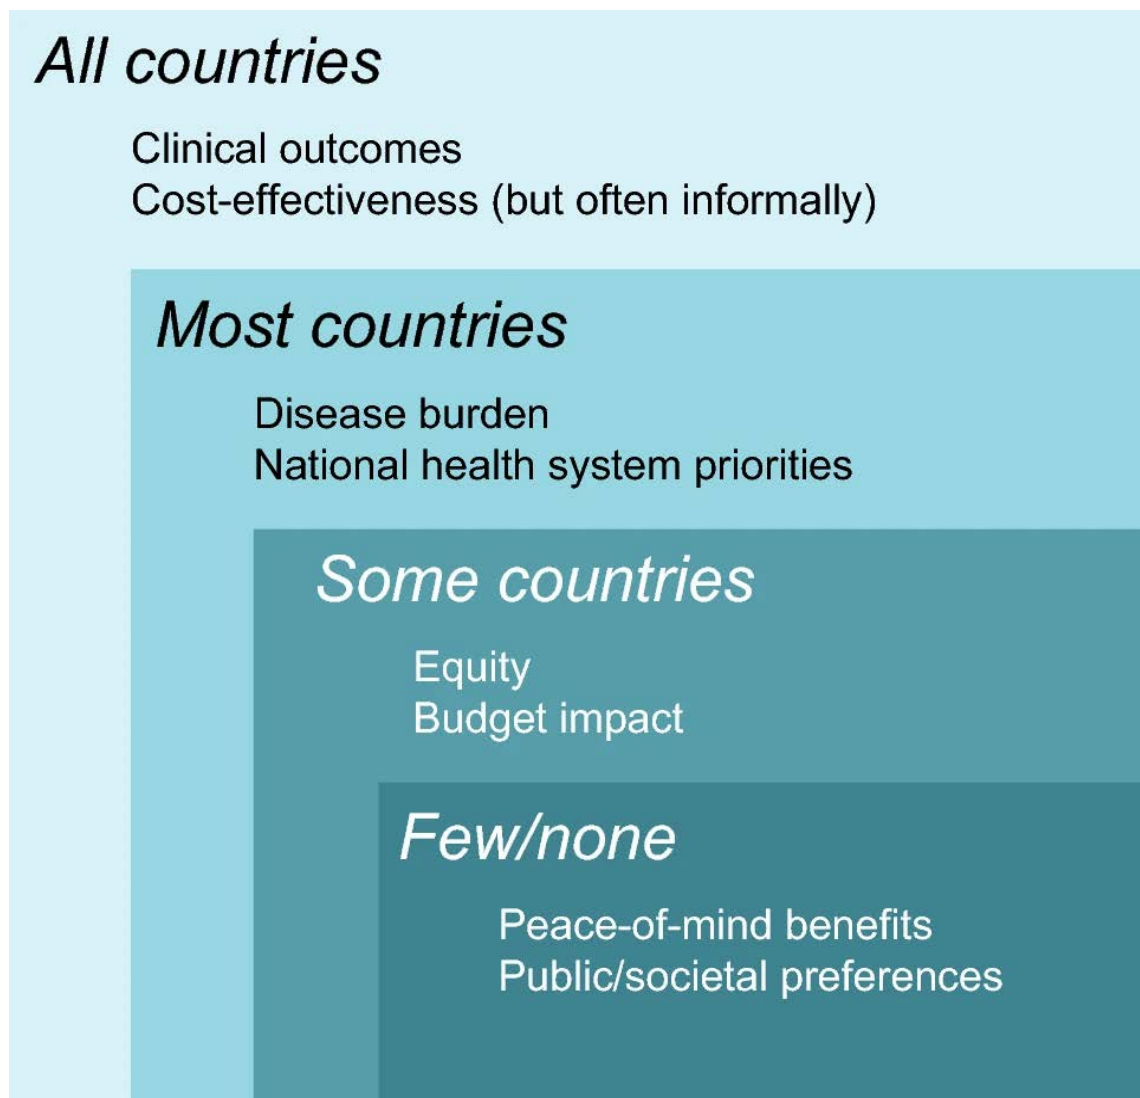 All countries
Clinical outcomes
Cost-effectiveness (but often informally)
Most countries
Disease burden
National health system priorities
Some countries
Equity
Budget impact
Few/none
Peace-of-mind benefits
Public/societal preferences